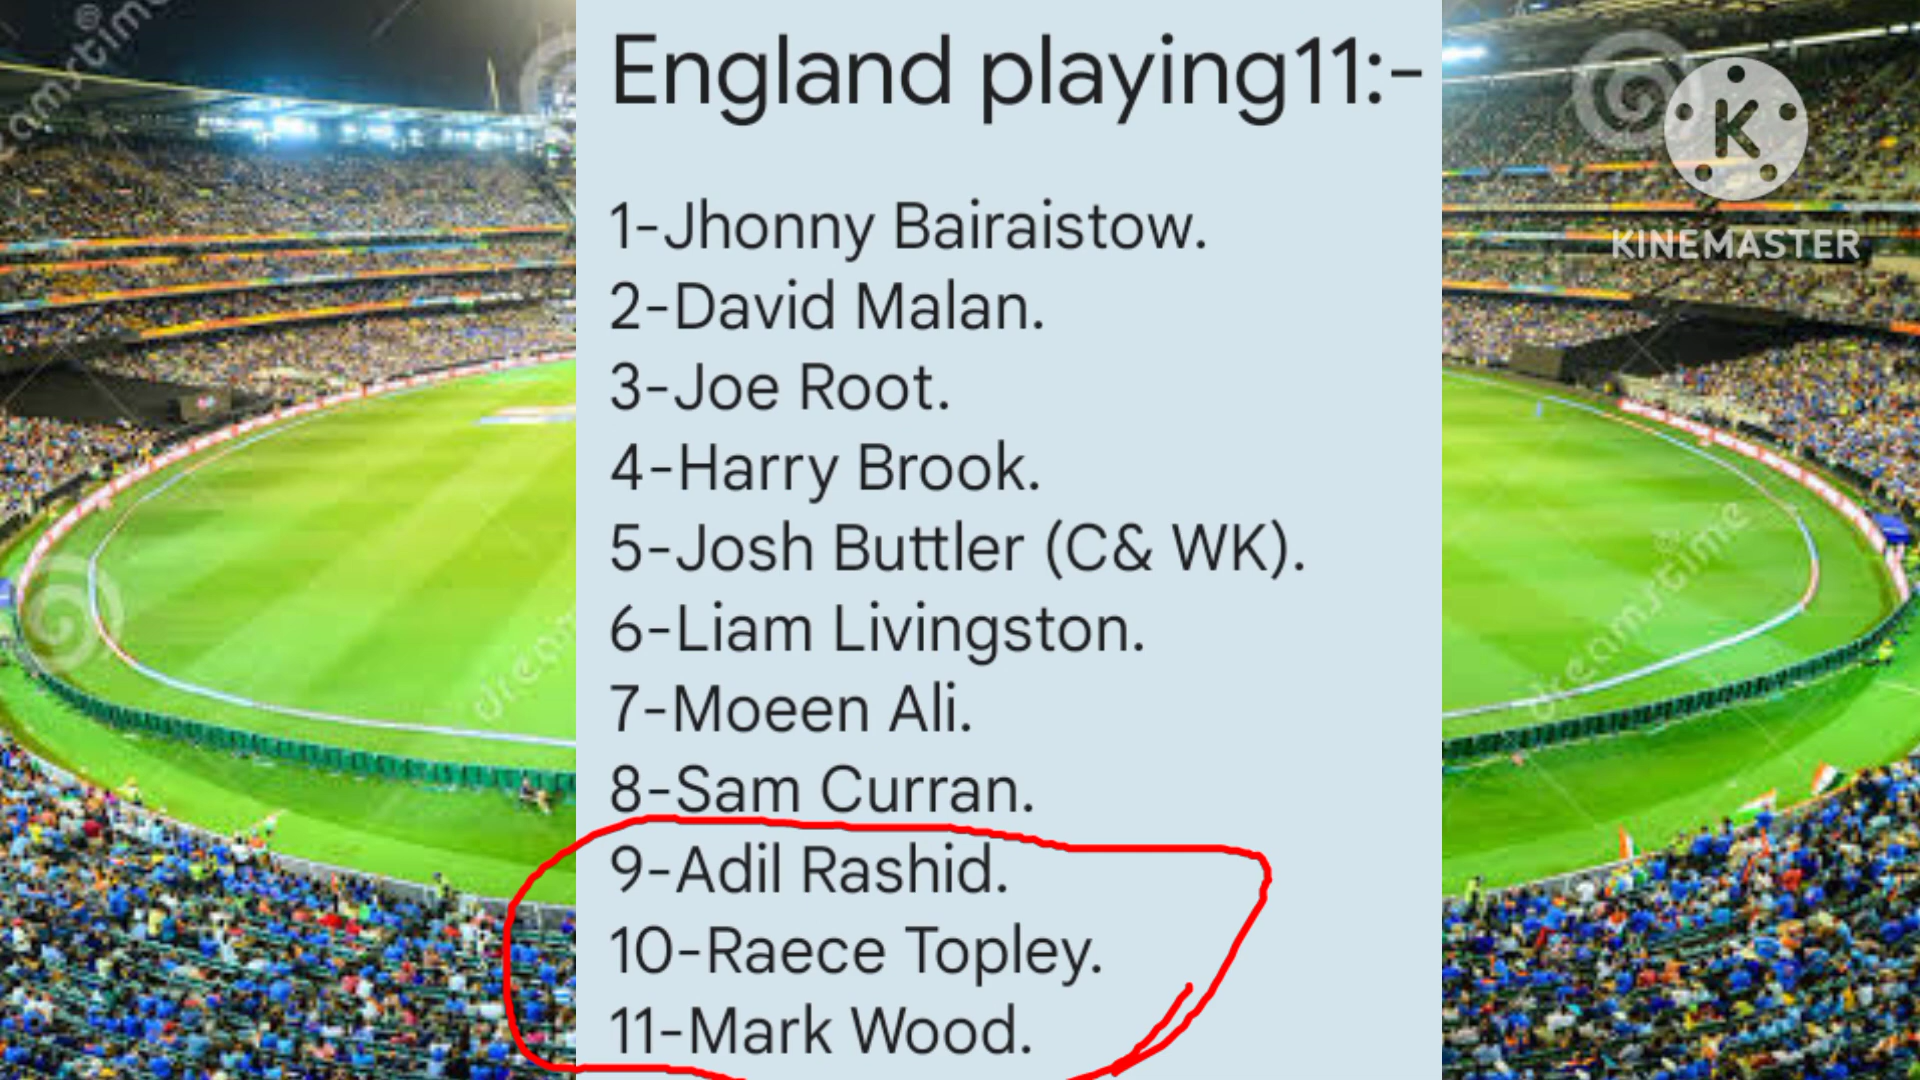 England playing11:-
1-Jhonny Bairaistow.
2-David Malan.
3-Joe Root.
4-Harry Brook.
5-Josh Buttler (C& WK).
6-Liam Livingston.
7-Moeen Ali.
8-Sam Curran.
9-Adil Rashid.
10-Raece Topley.
11-Mark Wood.
K
KINEMASTER
dreamstime